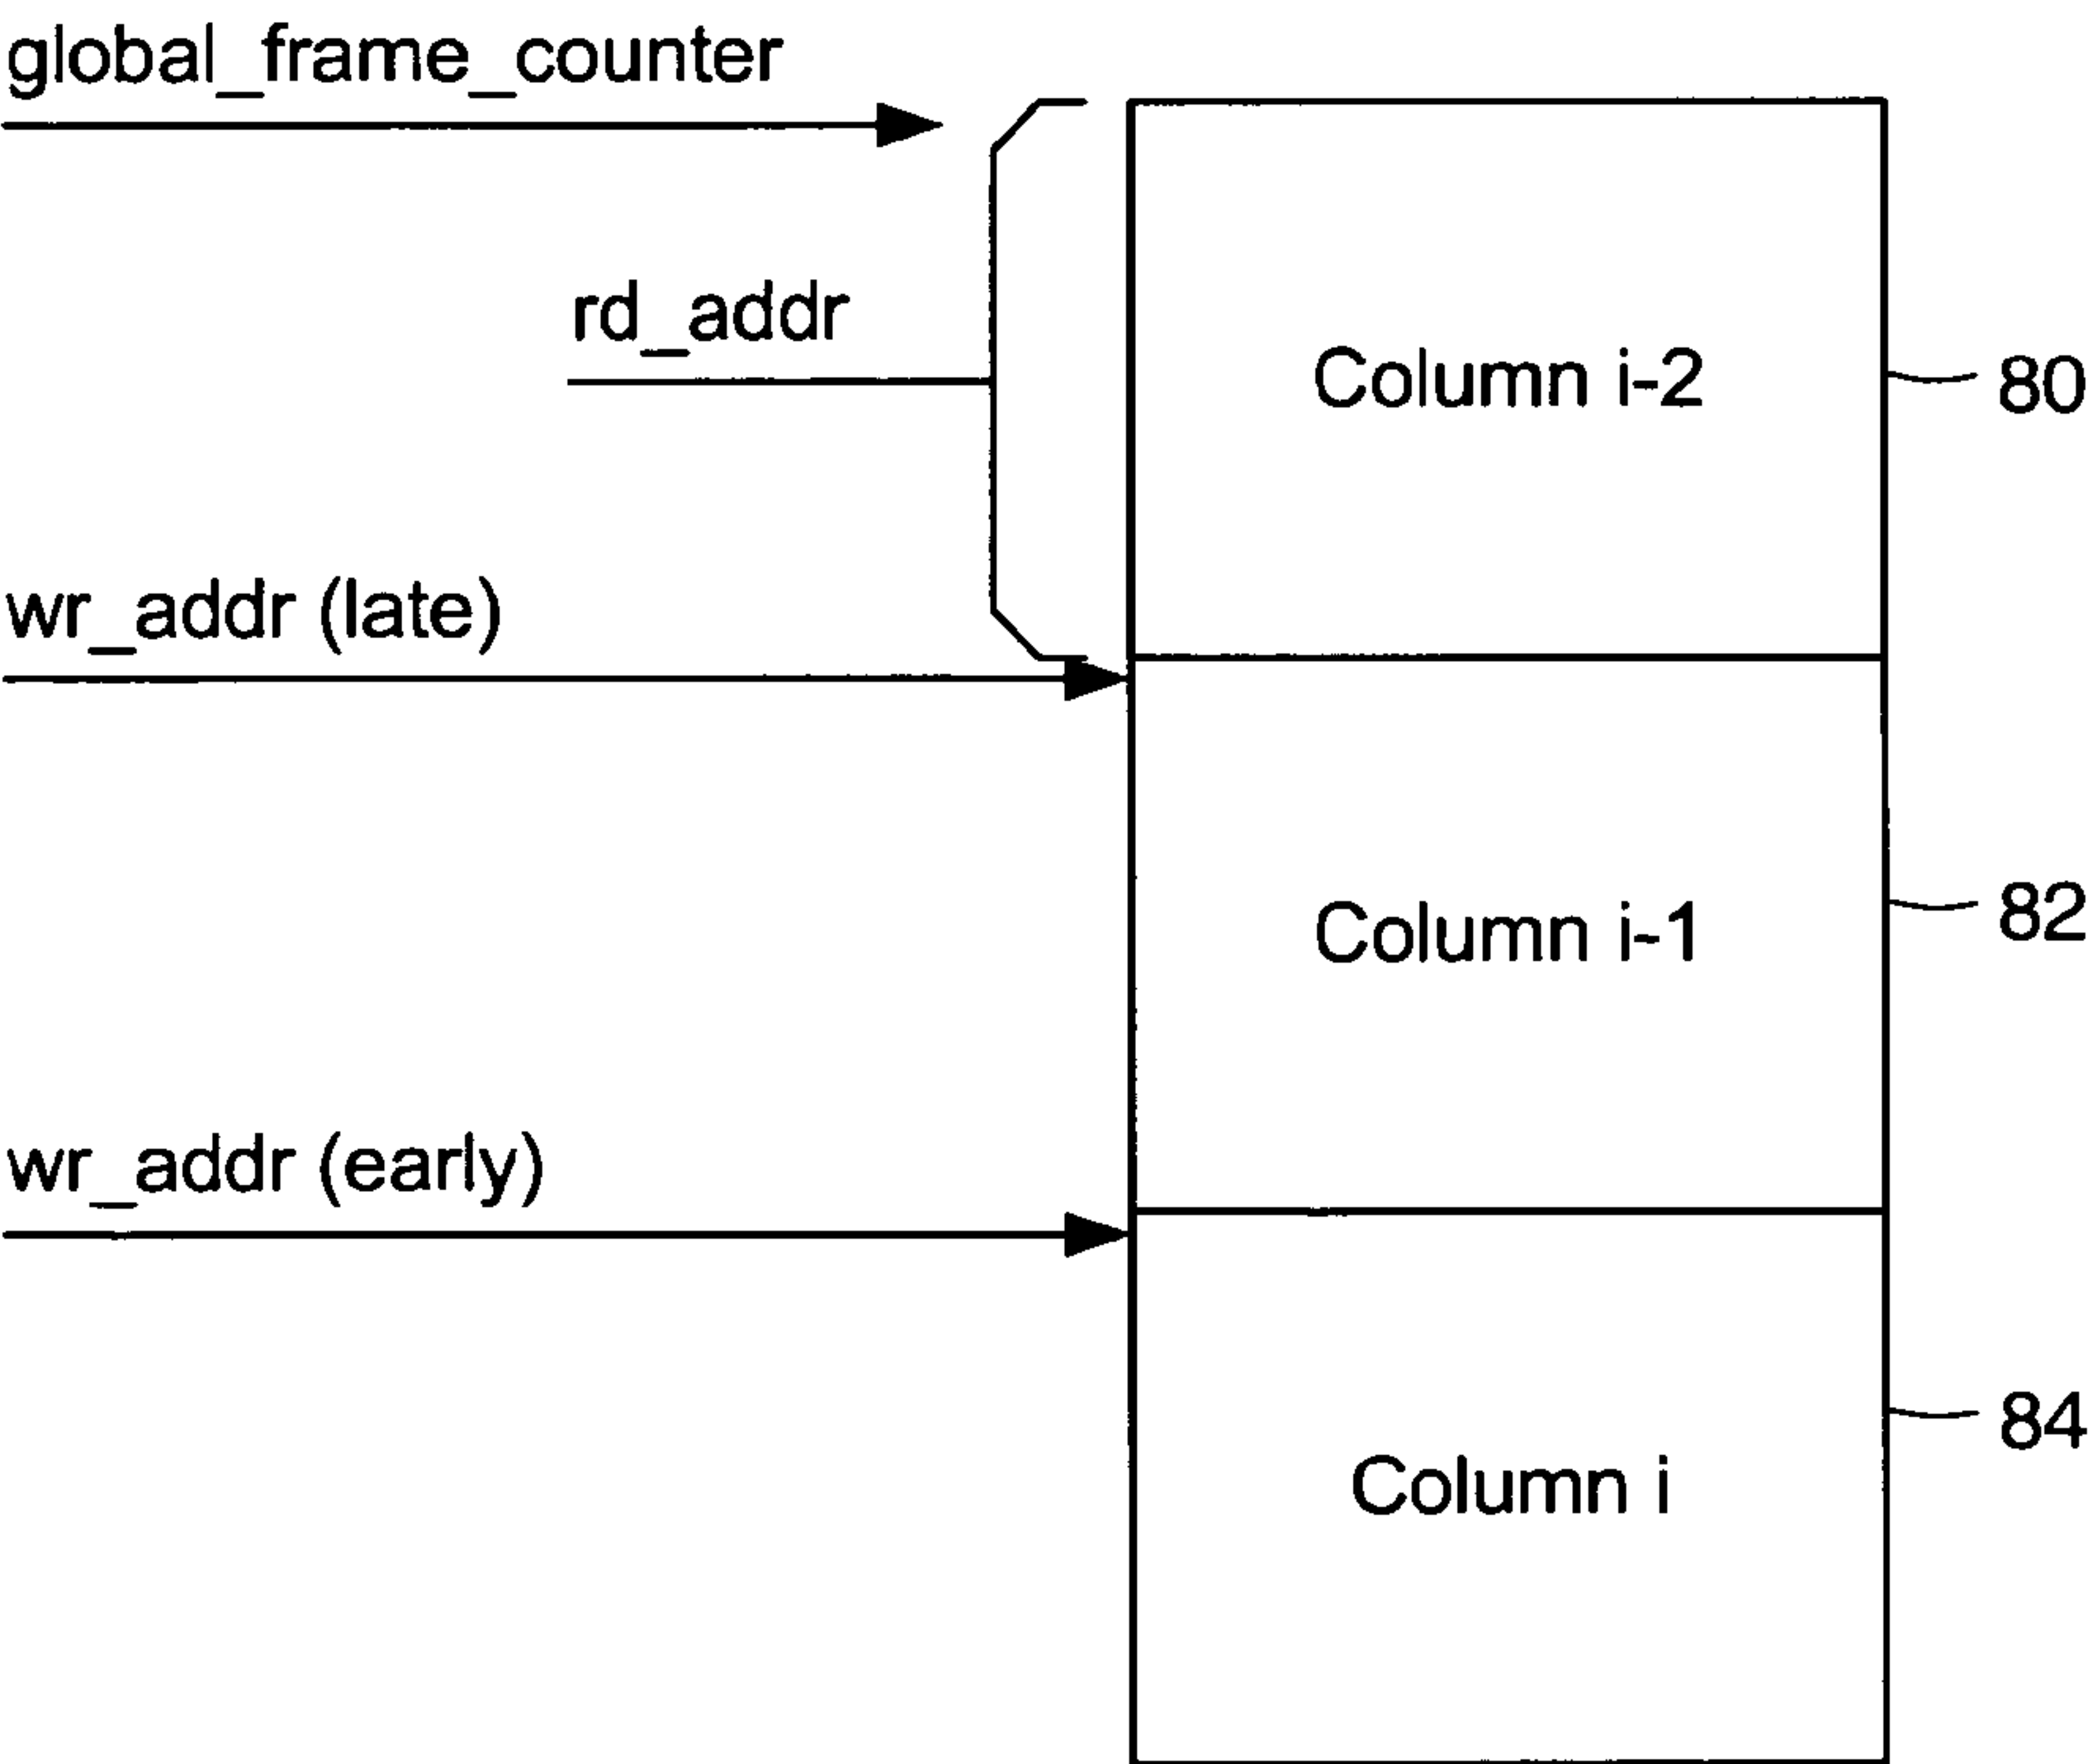 global_frame_counter
rd_addr
Column i-2
80
wr_addr (late)
Column i-1
82
wr_addr (early)
84
Column i